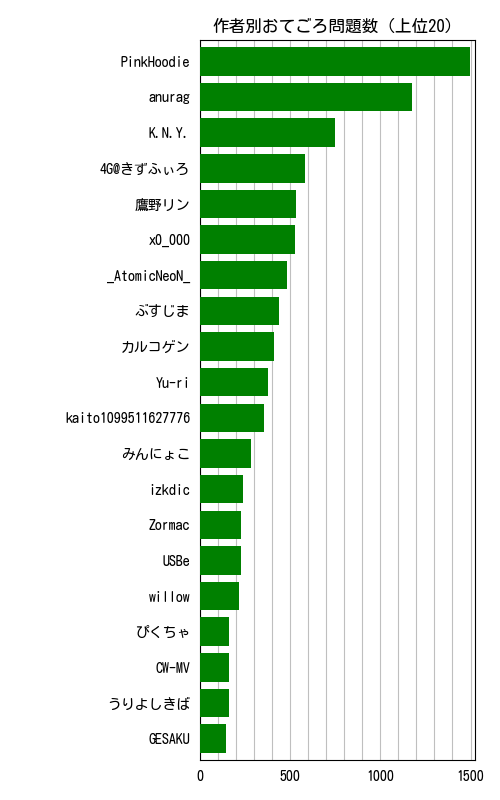 作者別おてごろ問題数 (上位20)
PinkHoodie
anurag
K.N.Y.
4G@きずふぃろ
鷹野リン
x0_000
_AtomicNeoN_
ぶすじま
カルコゲン
Yu-ri
kaito1099511627776
みんにょこ
izkdic
Zormac
USBe
willow
ぴくちゃ
CW-MV
うりよしきば
GESAKU
0 500 1000 1500